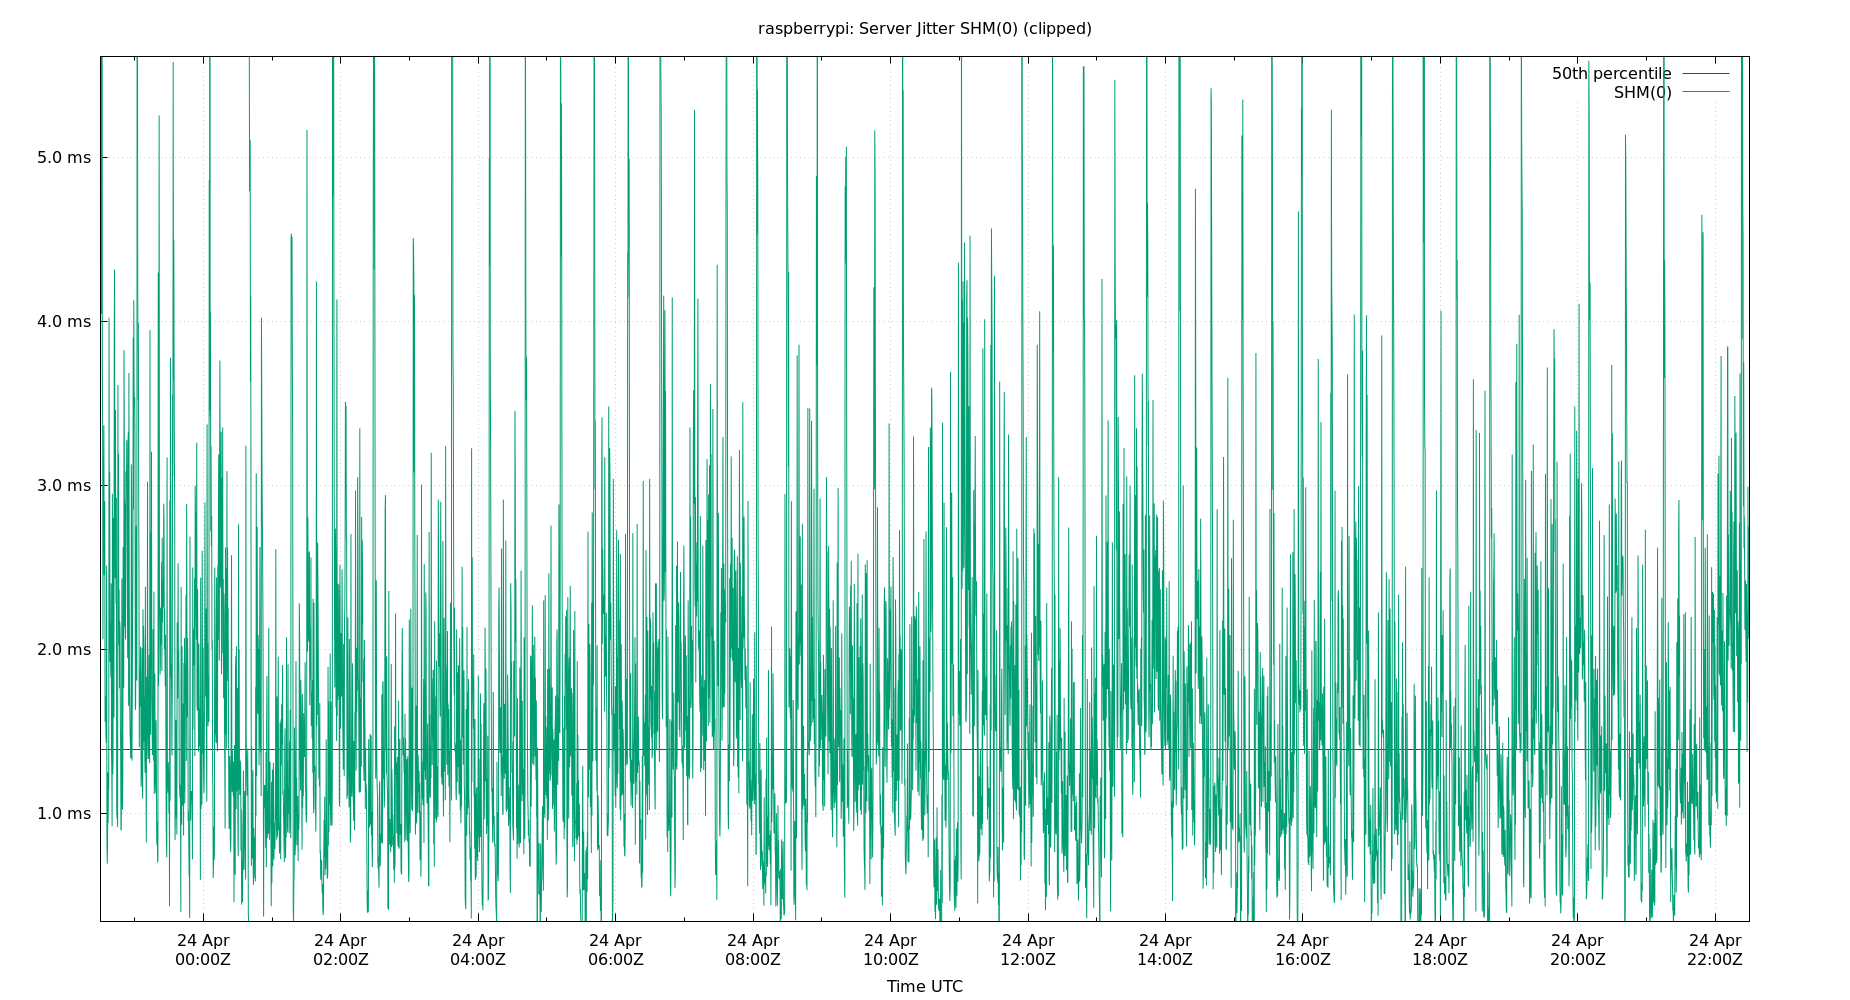 raspberrypi: Server Jitter SHM(0) (clipped)
50th percentile
SHM(0)
5.0 ms
4.0 ms
3.0 ms
2.0 ms
1.0 ms
24 Apr 24 Apr 24 Apr 24 Apr 24 Apr 24 Apr 24 Apr 24 Apr 24 Apr 24 Apr 24 Apr 24 Apr
00:00Z 02:00Z 04:00Z 06:00Z 08:00Z 10:00Z 12:00Z 14:00Z 16:00Z 18:00Z 20:00Z 22:00Z
Time UTC